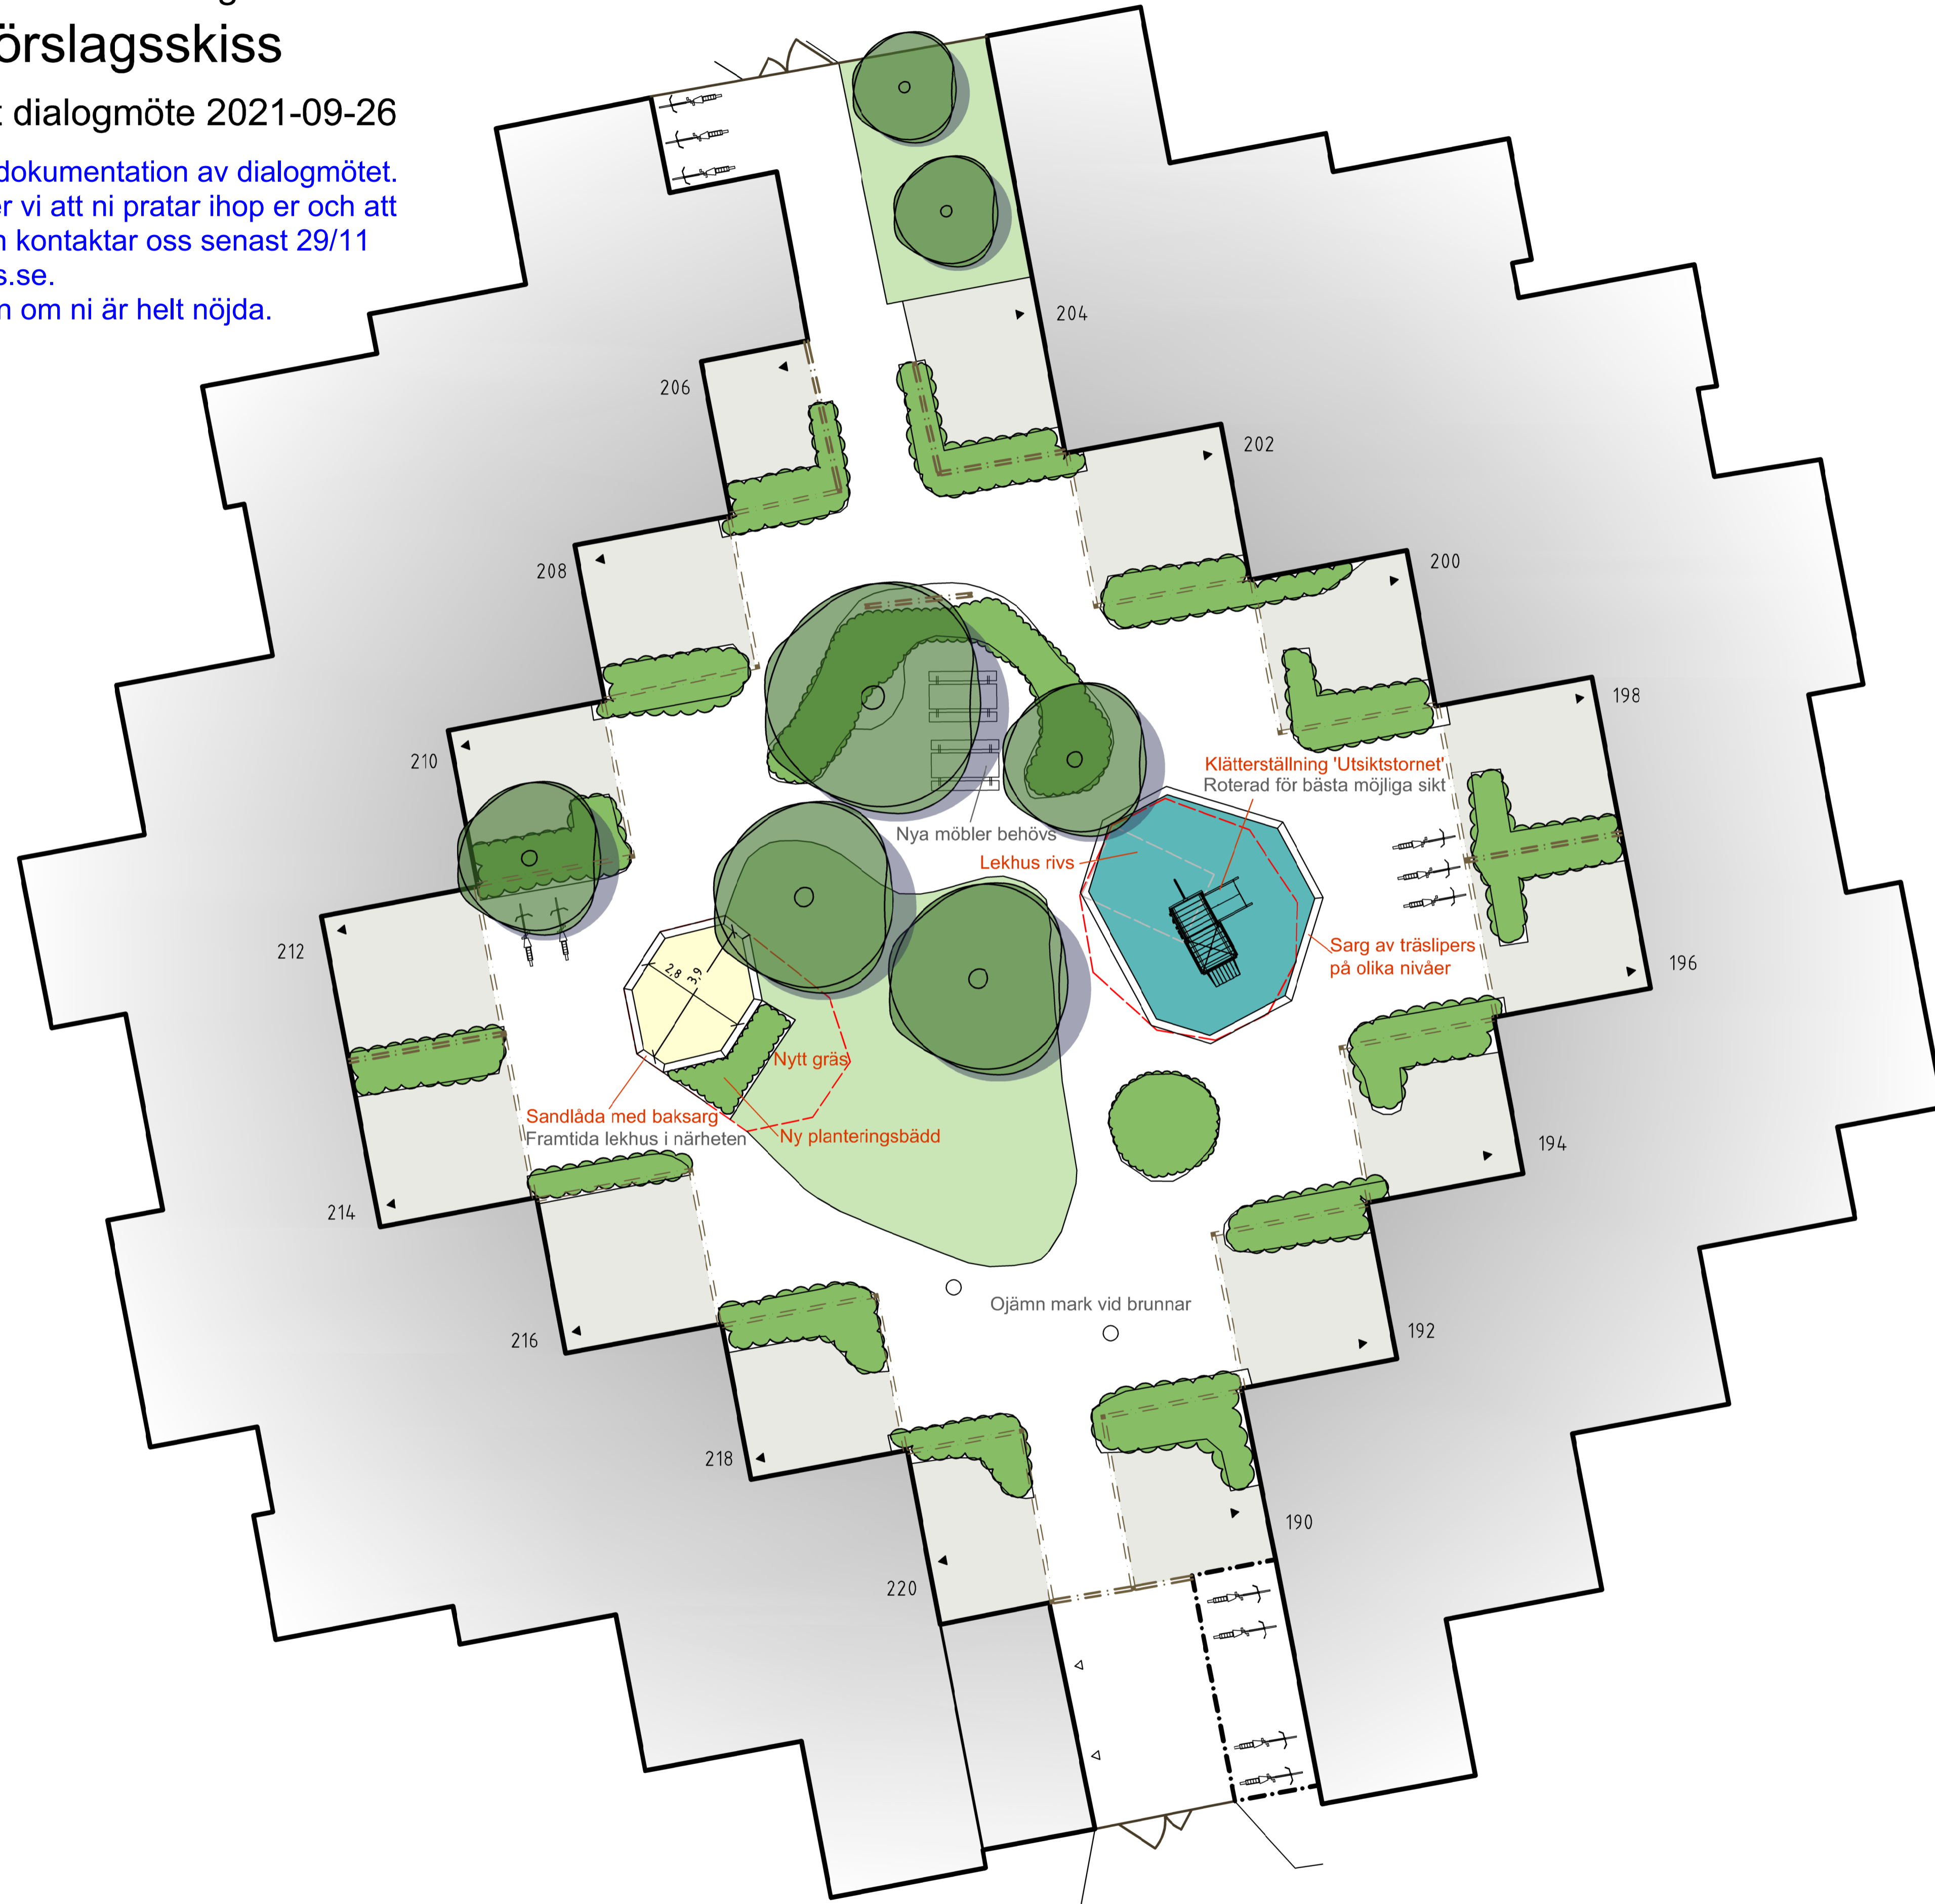 örslagsskiss
dialogmöte 2021-09-26
dokumentation av dialogmötet.
er vi att ni pratar ihop er och att
kontaktar oss senast 29/11
s.se.
om ni är helt nöjda.
204
206
202
208
200
198
210
Klätterställning 'Utsiktstornet'
Roterad för bästa möjliga sikt
Nya möbler behövs
Lekhus rivs
212
Sarg av träslipers
på olika nivåer
196
2,8
3,9
Nytt gräs
Sandlåda med baksarg
Framtida lekhus i närheten
Ny planteringsbädd
194
214
Ojämn mark vid brunnar
216
192
218
190
220